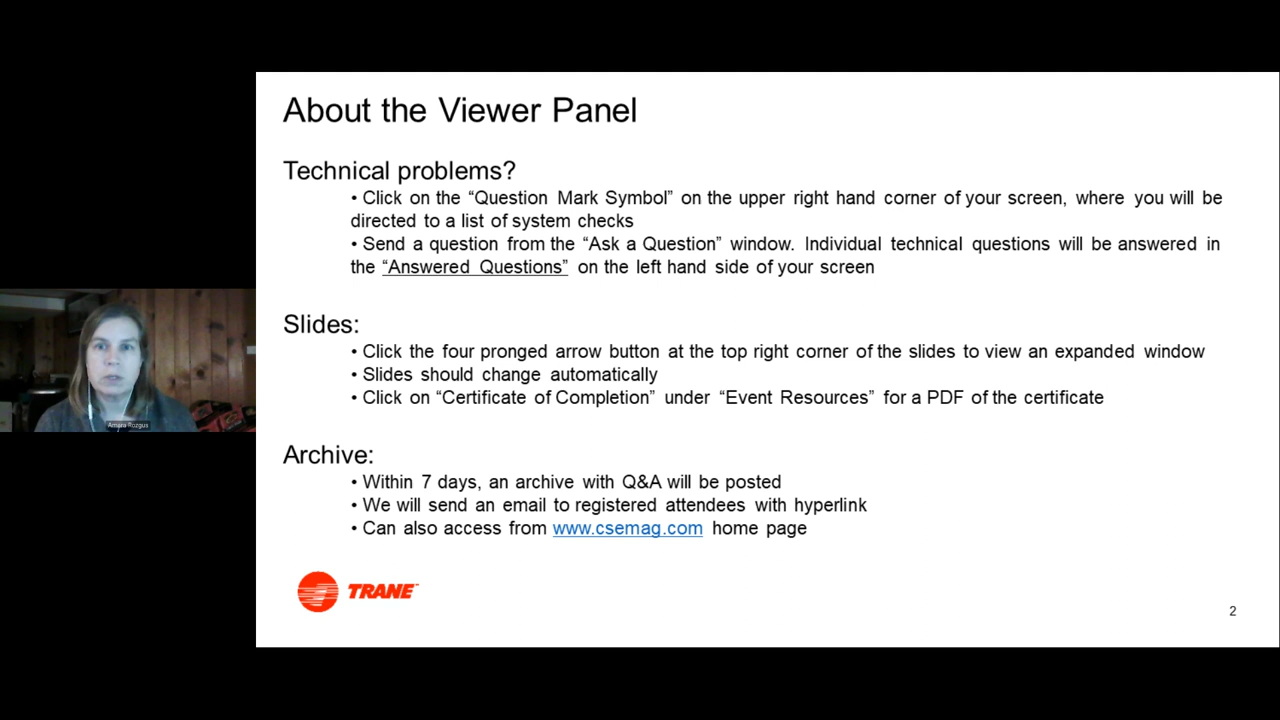 About the Viewer Panel
Technical problems?
• Click on the “Question Mark Symbol” on the upper right hand corner of your screen, where you will be
directed to a list of system checks
• Send a question from the “Ask a Question” window. Individual technical questions will be answered in
the “Answered Questions” on the left hand side of your screen
Slides:
• Click the four pronged arrow button at the top right corner of the slides to view an expanded window
• Slides should change automatically
• Click on “Certificate of Completion” under “Event Resources” for a PDF of the certificate
Amara Rozgus
Archive:
• Within 7 days, an archive with Q&A will be posted
• We will send an email to registered attendees with hyperlink
• Can also access from www.csemag.com home page
TRANE
2